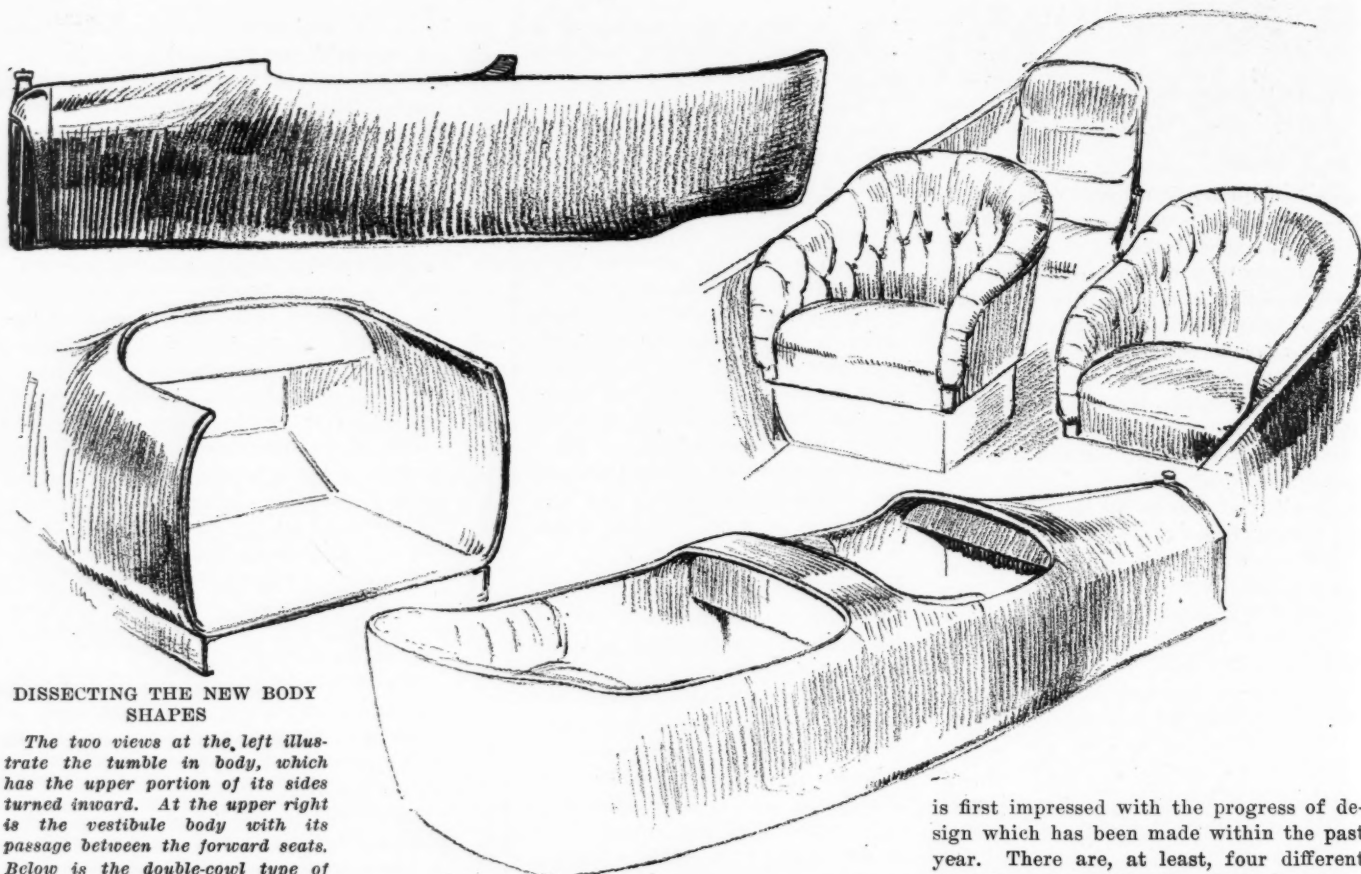 DISSECTING THE NEW BODY
SHAPES
The two views at the left illus-
trate the tumble in body, which
has the upper portion of its sides
turned inward. At the upper right
is the vestibule body with its
passage between the forward seats.
Below is the double-cowl type of
is first impressed with the progress of de-
sign which has been made within the past
year. There are, at least, four different